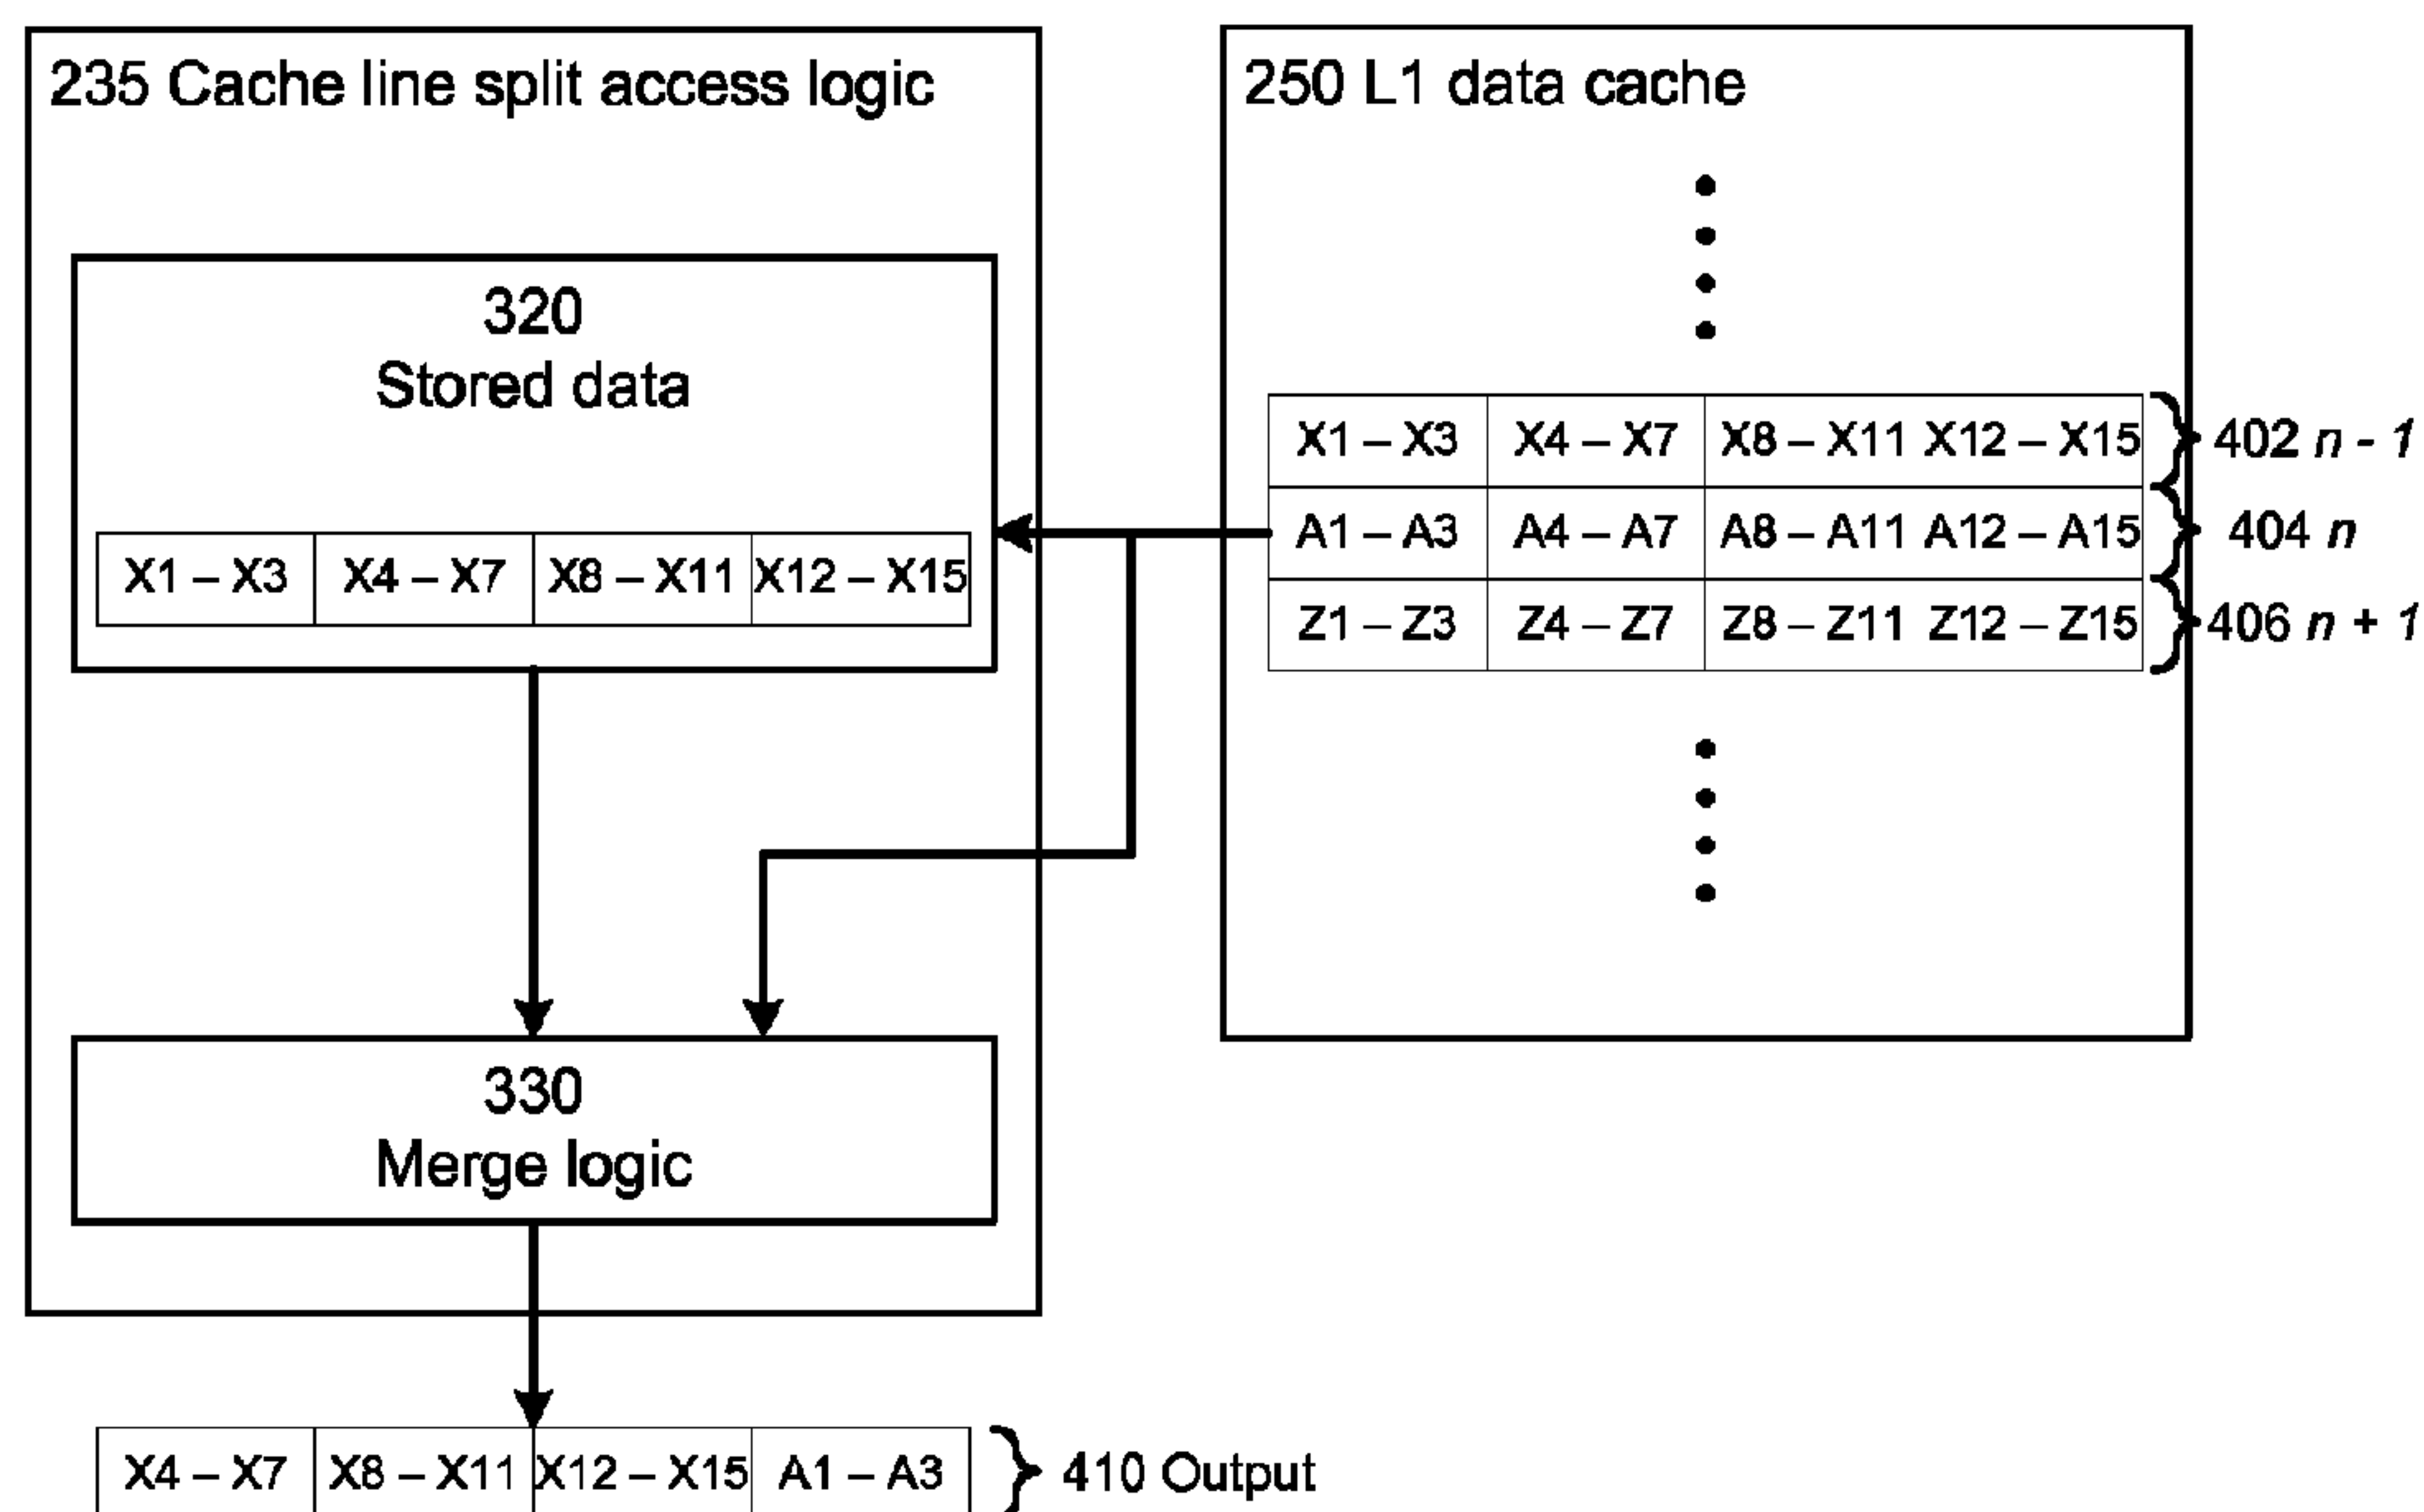 235 Cache line split access logic
320
Stored data
X1 – X3 X4 – X7 X8 – X11 X12 – X15
330
Merge logic
X4 – X7 X8 – X11 X12 – X15 A1 – A3
410 Output
250 L1 data cache
X1 – X3 X4 – X7 X8 – X11 X12 – X15
402 n - 1
A1 – A3 A4 – A7 A8 – A11 A12 – A15
404 n
Z1 – Z3 Z4 – Z7 Z8 – Z11 Z12 – Z15
406 n + 1